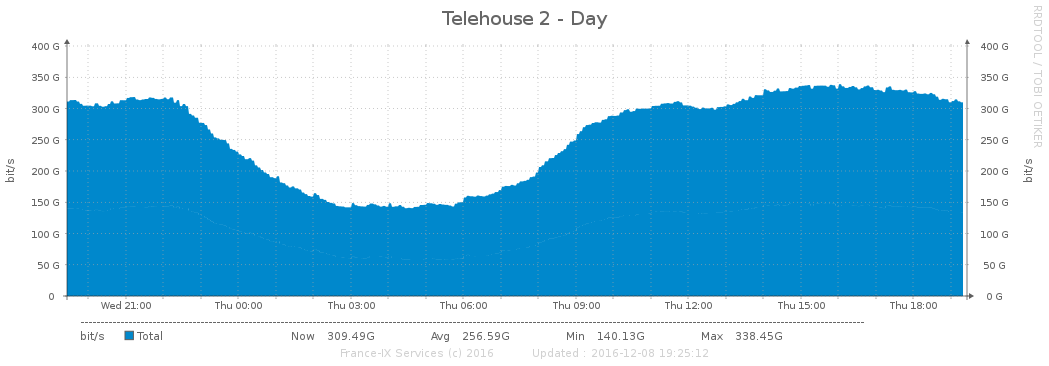 Telehouse 2 - Day
RRDTOOL / TOBI OETIKER
bit/s
400 G 400 G
350 G 350 G
300 G 300 G
250 G 250 G
200 G 200 G
150 G 150 G
100 G 100 G
50 G 50 G
0 0 G
bit/s
Wed 21:00 Thu 00:00 Thu 03:00 Thu 06:00 Thu 09:00 Thu 12:00 Thu 15:00 Thu 18:00
bit/s Total Now 309.49G Avg 256.59G Min 140.13G Max 338.45G
France-IX Services (c) 2016 Updated : 2016-12-08 19:25:12